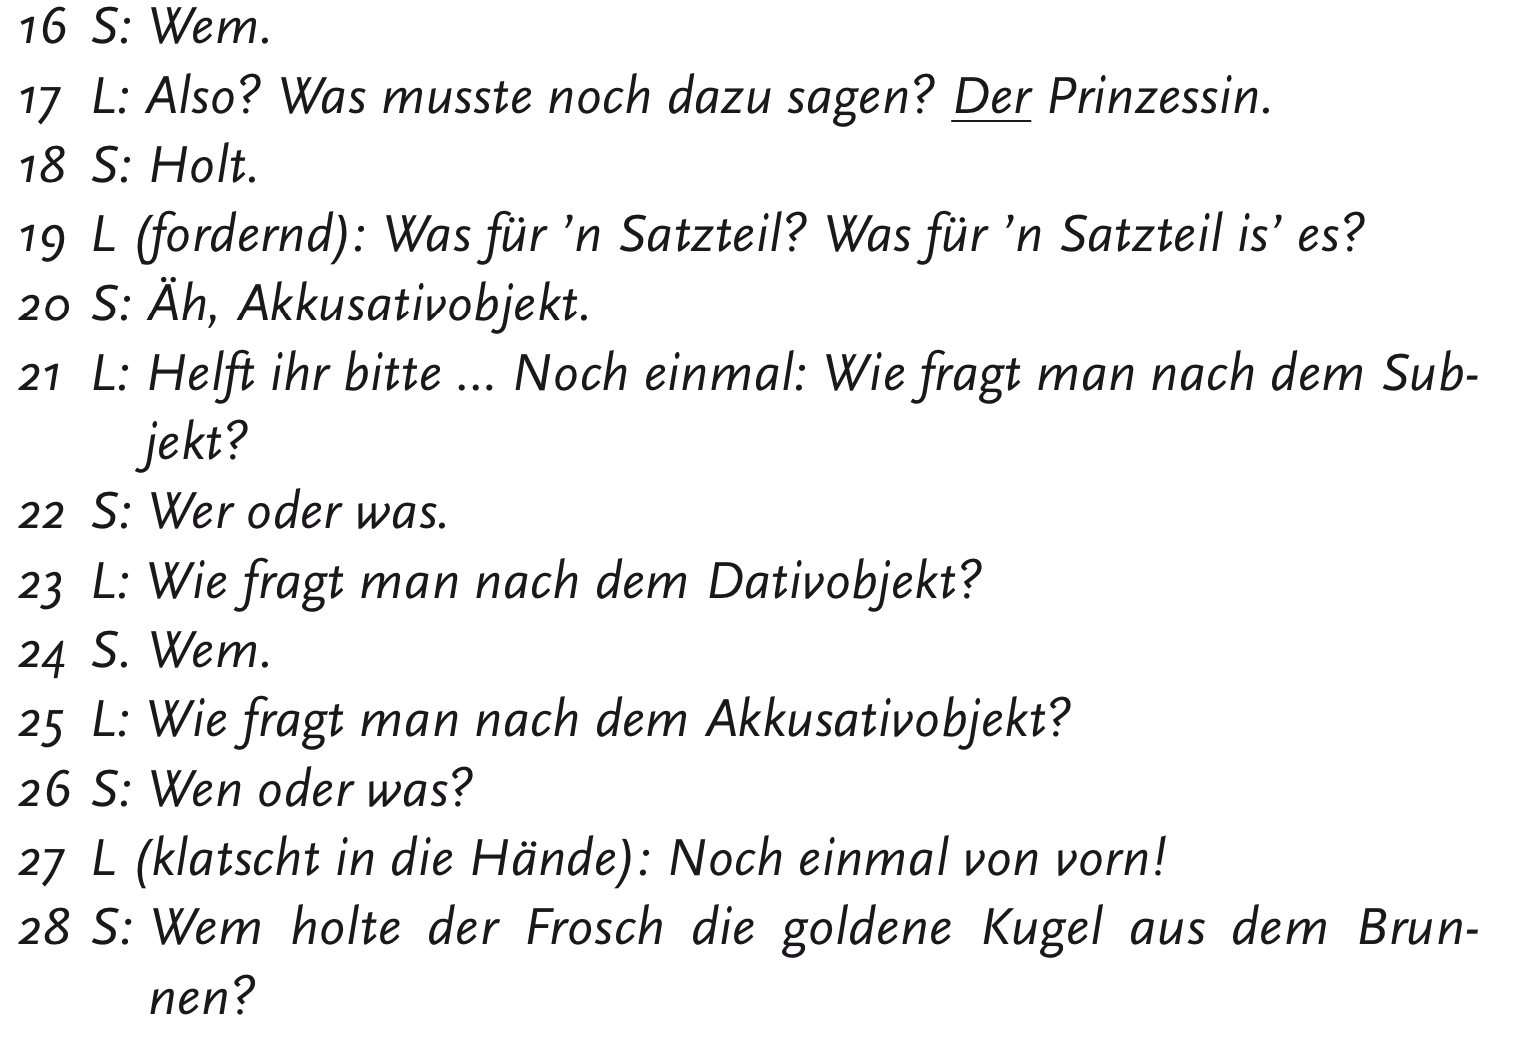 16 S: Wem.
17 L: Also? Was musste noch dazu sagen? Der Prinzessin.
18 S: Holt.
19 L (fordernd): Was für ’n Satzteil? Was für ’n Satzteil is’ es?
20 S: Äh, Akkusativobjekt.
21 L: Helft ihr bitte … Noch einmal: Wie fragt man nach dem Sub-
jekt?
22 S: Wer oder was.
23 L: Wie fragt man nach dem Dativobjekt?
24 S. Wem.
25 L: Wie fragt man nach dem Akkusativobjekt?
26 S: Wen oder was?
27 L (klatscht in die Hände): Noch einmal von vorn!
28 S: Wem holte der Frosch die goldene Kugel aus dem Brun-
nen?